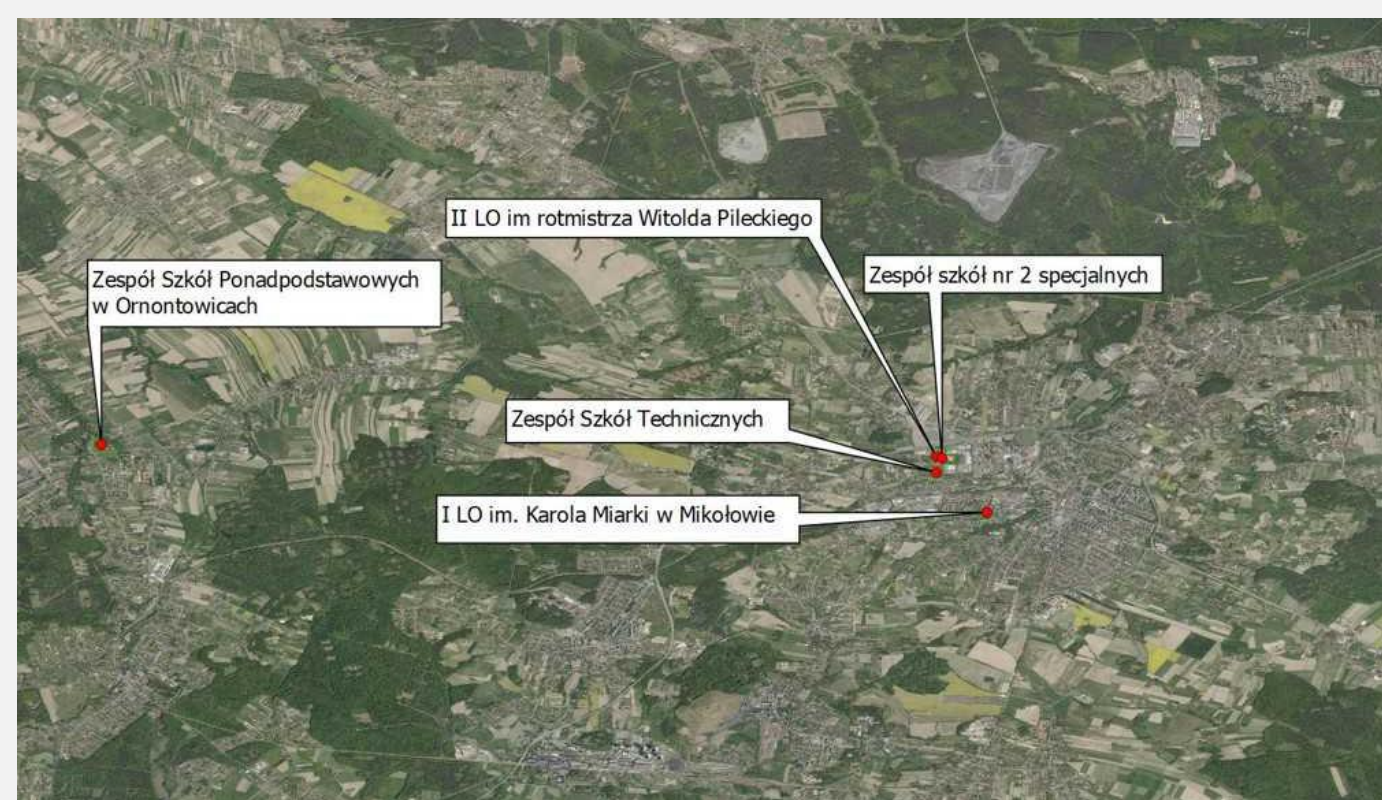 II LO im rotmistrza Witolda Pileckiego
Zespół Szkół Ponadpodstawowych
w Ornontowicach
Zespół szkół nr 2 specjalnych
Zespół Szkół Technicznych
I LO im. Karola Miarki w Mikołowie